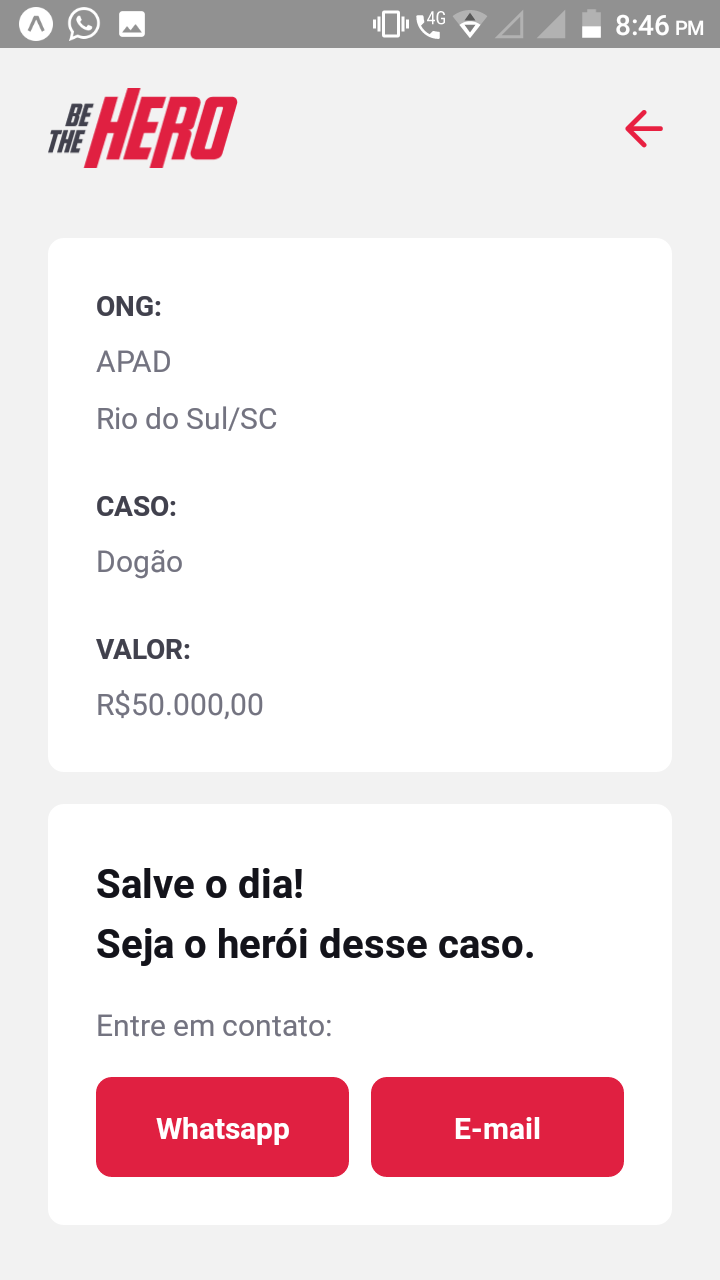 4G
8:46 PM
BE
THE HERO
ONG:
APAD
Rio do Sul/SC
CASO:
Dogão
VALOR:
R$50.000,00
Salve o dia!
Seja o herói desse caso.
Entre em contato:
Whatsapp E-mail